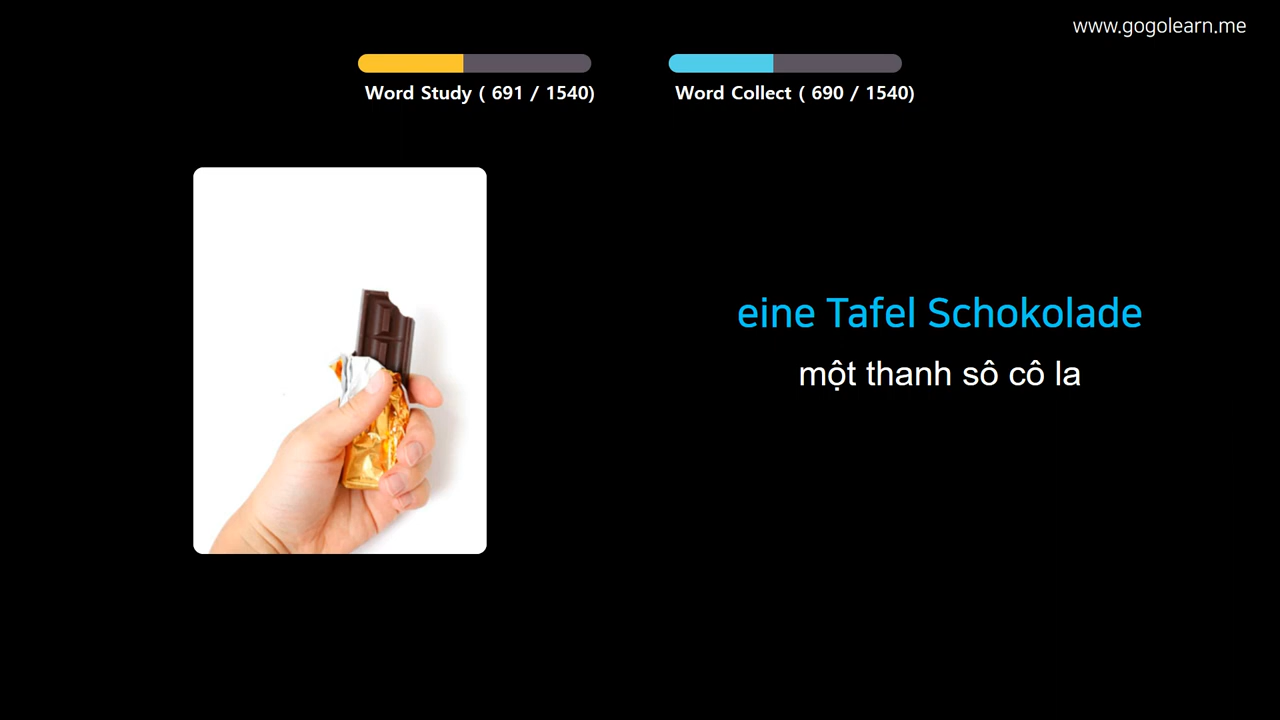 www.gogolearn.me
Word Study ( 691 / 1540)
Word Collect ( 690 / 1540)
eine Tafel Schokolade
một thanh sô cô la